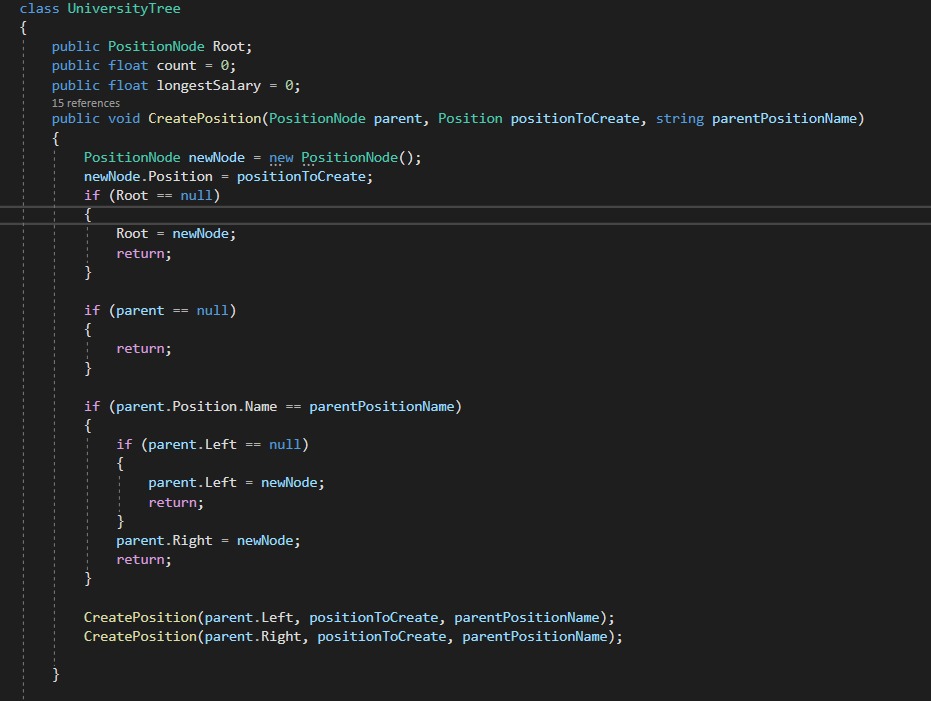 class UniversityTree
{
public PositionNode Root;
public float count = 0;
public float longestSalary = 0;
15 references
public void CreatePosition(PositionNode parent, Position positionToCreate, string parentPositionName)
{
PositionNode newNode = new PositionNode();
newNode.Position = positionToCreate;
if (Root == null)
{
Root = newNode;
return;
}
if (parent == null)
{
return;
}
if (parent.Position.Name == parentPositionName)
{
if (parent.Left == null)
{
parent.Left = newNode;
return;
}
parent.Right = newNode;
return;
}
CreatePosition(parent.Left, positionToCreate, parentPositionName);
CreatePosition(parent.Right, positionToCreate, parentPositionName);
}